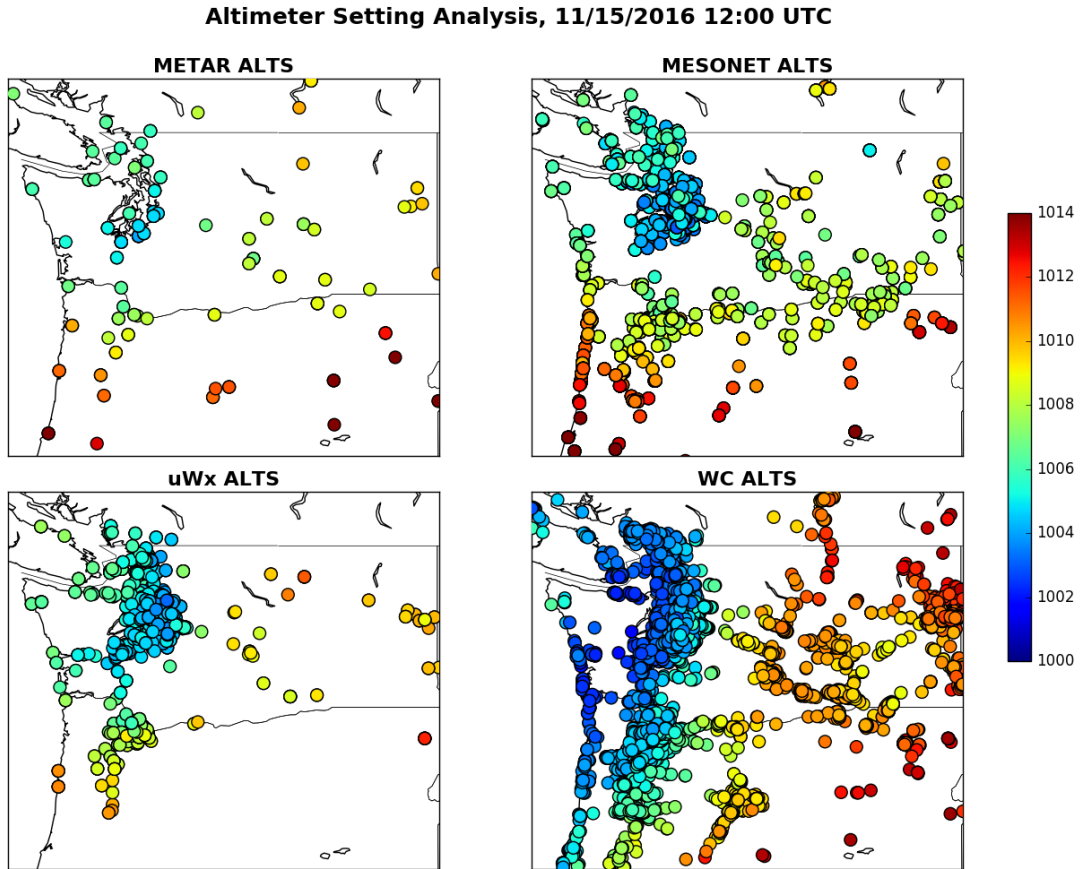 Altimeter Setting Analysis, 11/15/2016 12:00 UTC
METAR ALTS
MESONET ALTS
uWx ALTS
WC ALTS
1014
1012
1010
1008
1006
1004
1002
1000